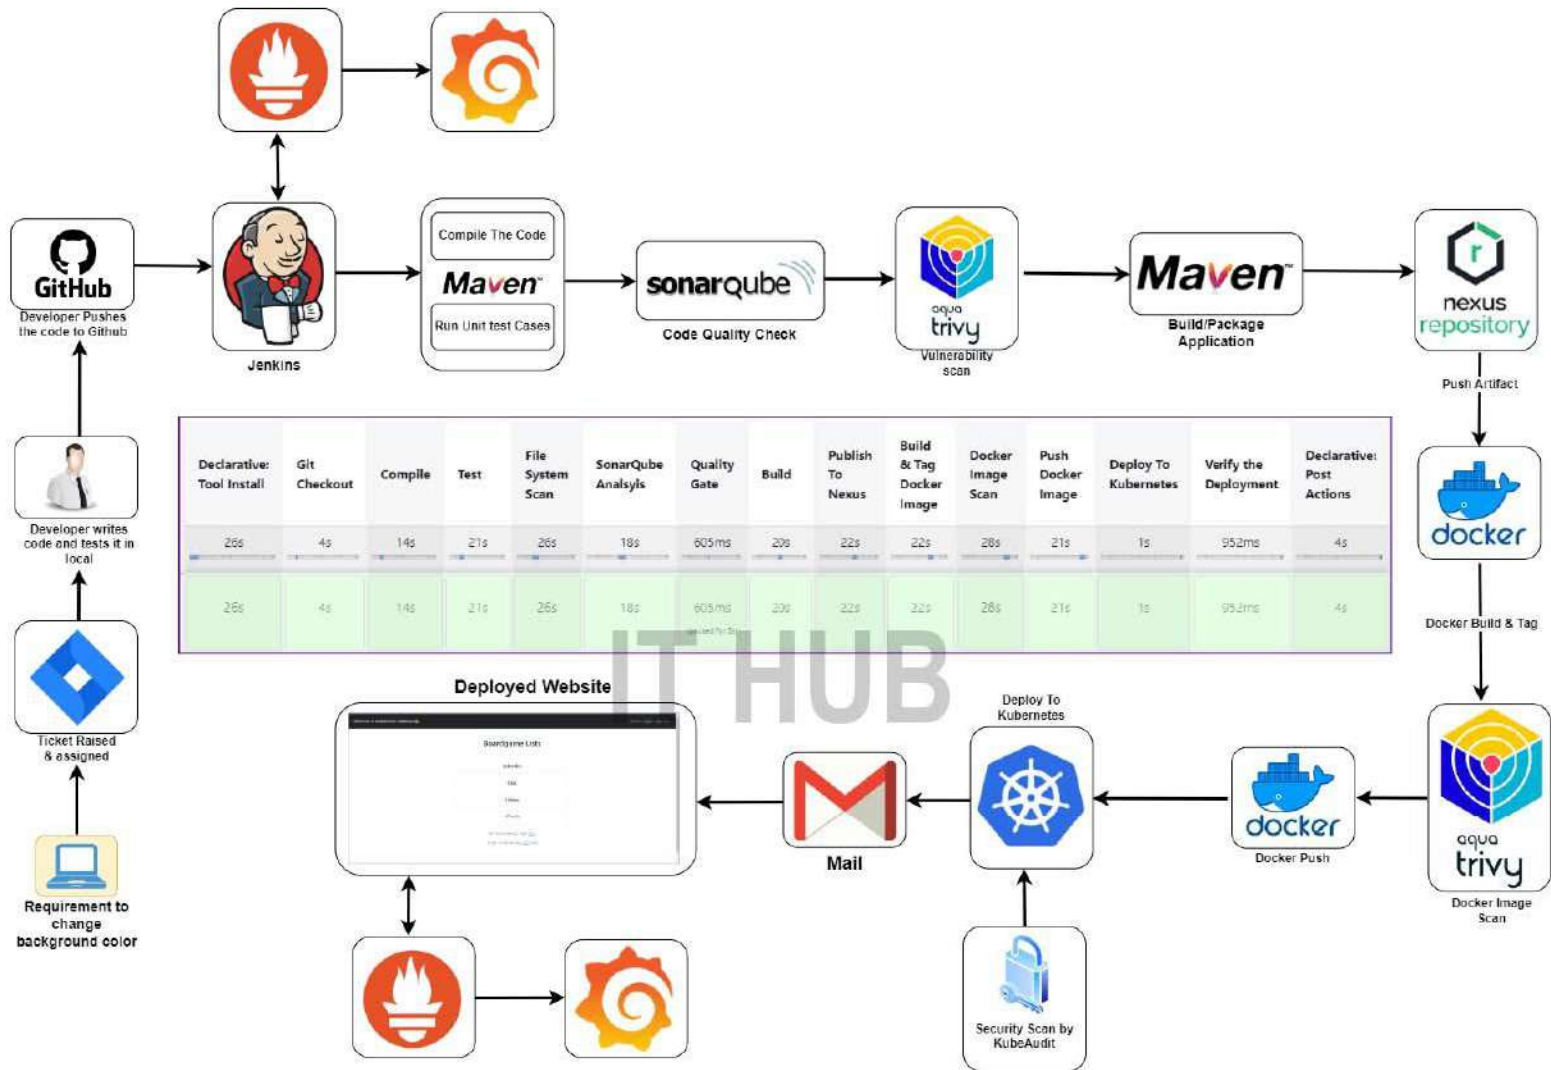 GitHub
Developer Pushes
the code to Github
Jenkins
Compile The Code
Maven™
Run Unit test Cases
sonarqube
Code Quality Check
aqua
trivy
Vulnerability
scan
Maven™
Build/Package
Application
nexus
repository
Push Artifact
Declarative:
Tool Install
Git
Checkout
Compile
Test
File
System
Scan
SonarQube
Analsyis
Quality
Gate
Build
Publish
To
Nexus
Build
& Tag
Docker
Image
Docker
Image
Scan
Push
Docker
Image
Deploy To
Kubernetes
Verify the
Deployment
Declarative:
Post
Actions
26s 4s 14s 21s 26s 18s 605ms 20s 22s 22s 28s 21s 1s 952ms 4s
26s 4s 14s 21s 26s 18s 605ms 20s 22s 22s 28s 21s 1s 952ms 4s
docker
Docker Build & Tag
Developer writes
code and tests it in
local
Ticket Raised
& assigned
Requirement to
change
background color
IT HUB
Deployed Website
Boardgame Lists
Mail
Deploy To
Kubernetes
docker
Docker Push
aqua
trivy
Docker Image
Scan
Security Scan by
KubeAudit